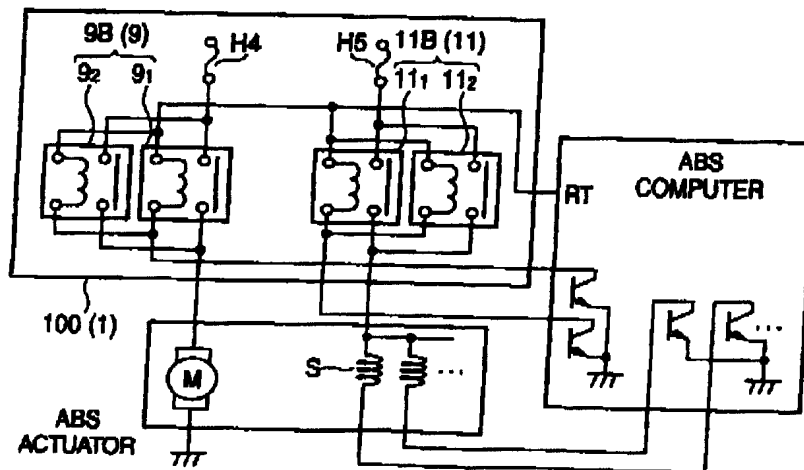 9B (9)
H4
H5
11B (11)
9₂
9₁
11₁
11₂
ABS
COMPUTER
RT
100 (1)
S
...
...
M
ABS
ACTUATOR